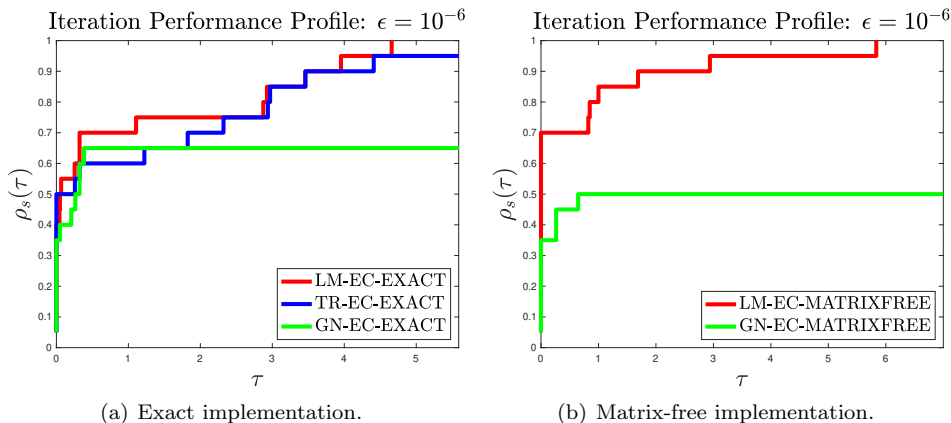 Iteration Performance Profile: ϵ = 10⁻⁶
1
0.9
0.8
0.7
0.6
0.5
0.4
0.3
0.2
0.1
0
ρₛ(τ)
LM-EC-EXACT
TR-EC-EXACT
GN-EC-EXACT
0 1 2 3 4 5
τ
(a) Exact implementation.
Iteration Performance Profile: ϵ = 10⁻⁶
1
0.9
0.8
0.7
0.6
0.5
0.4
0.3
0.2
0.1
0
ρₛ(τ)
LM-EC-MATRIXFREE
GN-EC-MATRIXFREE
0 1 2 3 4 5 6
τ
(b) Matrix-free implementation.